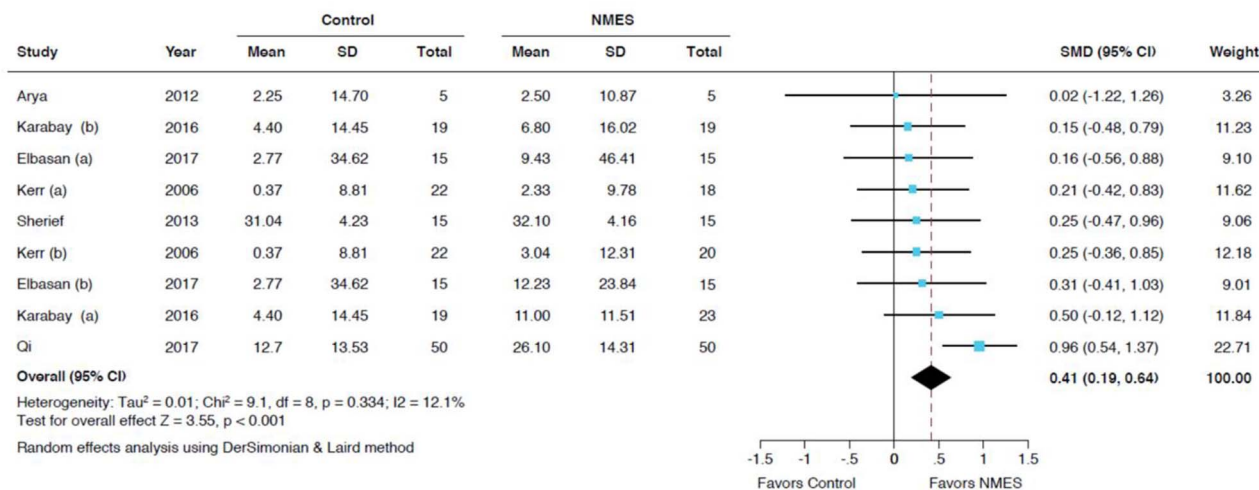 Control NMES
Study Year Mean SD Total Mean SD Total SMD (95% CI) Weight
Arya 2012 2.25 14.70 5 2.50 10.87 5 0.02 (-1.22, 1.26) 3.26
Karabay (b) 2016 4.40 14.45 19 6.80 16.02 19 0.15 (-0.48, 0.79) 11.23
Elbasan (a) 2017 2.77 34.62 15 9.43 46.41 15 0.16 (-0.56, 0.88) 9.10
Kerr (a) 2006 0.37 8.81 22 2.33 9.78 18 0.21 (-0.42, 0.83) 11.62
Sherief 2013 31.04 4.23 15 32.10 4.16 15 0.25 (-0.47, 0.96) 9.06
Kerr (b) 2006 0.37 8.81 22 3.04 12.31 20 0.25 (-0.36, 0.85) 12.18
Elbasan (b) 2017 2.77 34.62 15 12.23 23.84 15 0.31 (-0.41, 1.03) 9.01
Karabay (a) 2016 4.40 14.45 19 11.00 11.51 23 0.50 (-0.12, 1.12) 11.84
Qi 2017 12.7 13.53 50 26.10 14.31 50 0.96 (0.54, 1.37) 22.71
Overall (95% CI) 0.41 (0.19, 0.64) 100.00
Heterogeneity: Tau² = 0.01; Chi² = 9.1, df = 8, p = 0.334; I2 = 12.1%
Test for overall effect Z = 3.55, p < 0.001
Random effects analysis using DerSimonian & Laird method
-1.5 -1 -.5 0 .5 1 1.5
Favors Control Favors NMES